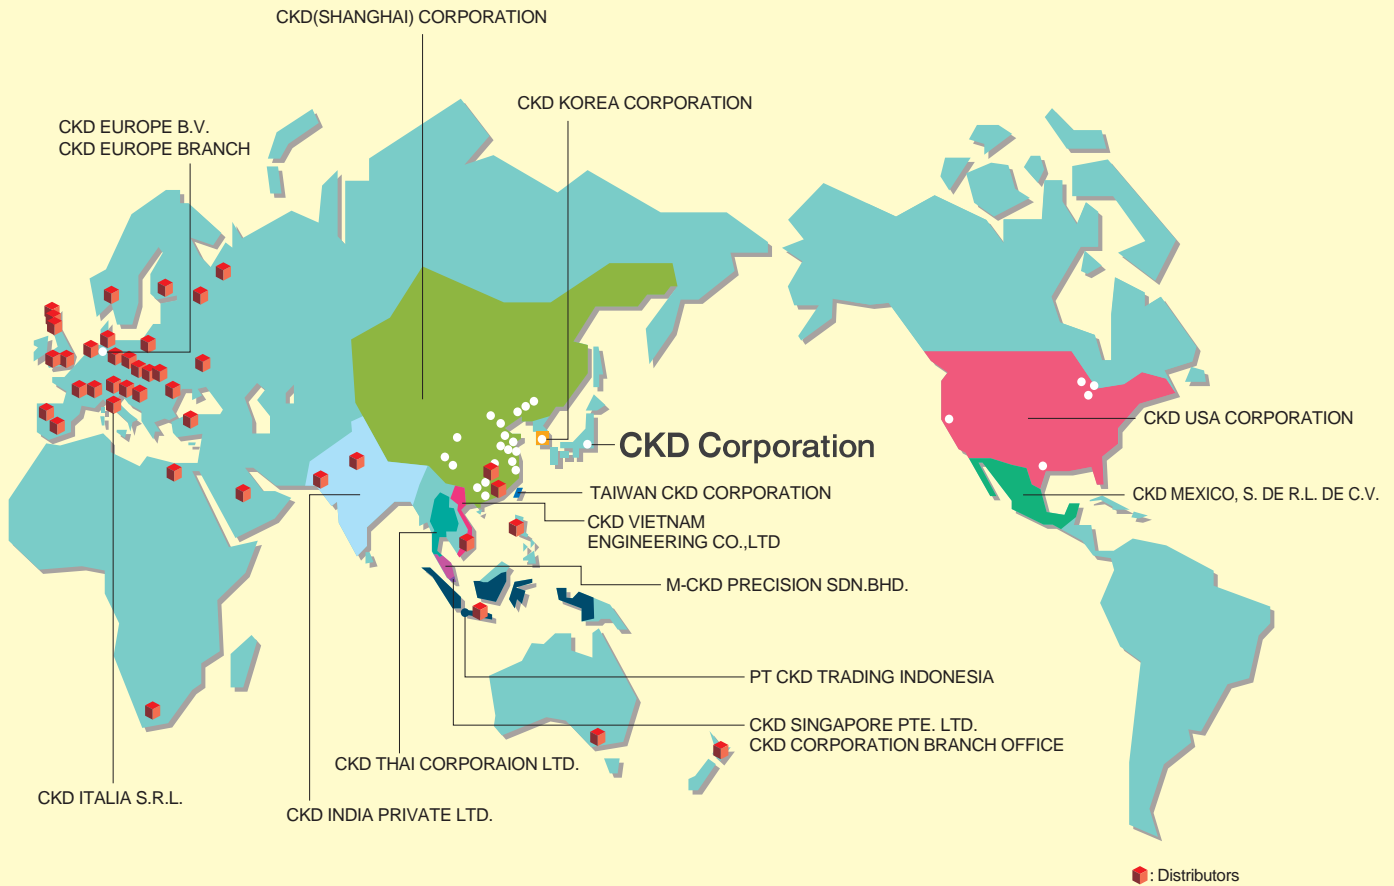 CKD(SHANGHAI) CORPORATION
CKD KOREA CORPORATION
CKD EUROPE B.V.
CKD EUROPE BRANCH
CKD USA CORPORATION
CKD Corporation
TAIWAN CKD CORPORATION
CKD MEXICO, S. DE R.L. DE C.V.
CKD VIETNAM
ENGINEERING CO.,LTD
M-CKD PRECISION SDN.BHD.
PT CKD TRADING INDONESIA
CKD SINGAPORE PTE. LTD.
CKD CORPORATION BRANCH OFFICE
CKD THAI CORPORAION LTD.
CKD ITALIA S.R.L.
CKD INDIA PRIVATE LTD.
: Distributors